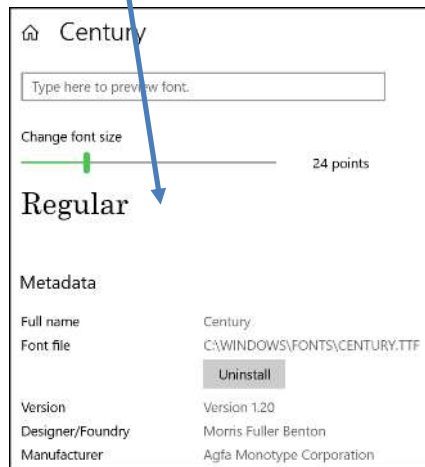 Century
Type here to preview font.
Change font size
24 points
Regular
Metadata
Full name Century
Font file C:\WINDOWS\FONTS\CENTURY.TTF
Uninstall
Version Version 1.20
Designer/Foundry Morris Fuller Benton
Manufacturer Agfa Monotype Corporation